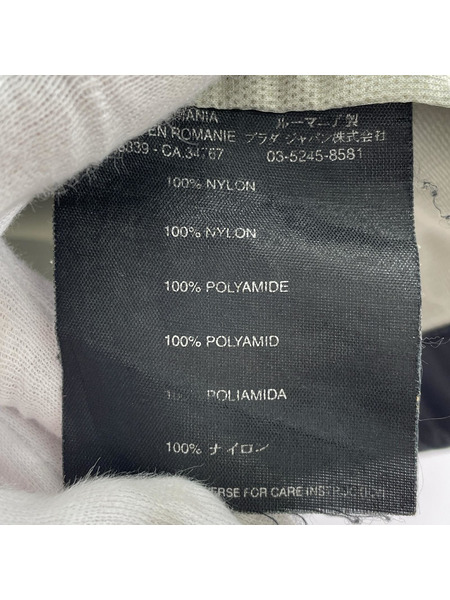 MANIA ルーマニア製
EN ROMANIE プラダ ジャパン株式会社
339 - CA.34767 03-5245-8581
100% NYLON
100% NYLON
100% POLYAMIDE
100% POLYAMID
100% POLIAMIDA
100% ナイロン
ERSE FOR CARE INSTRUCTION